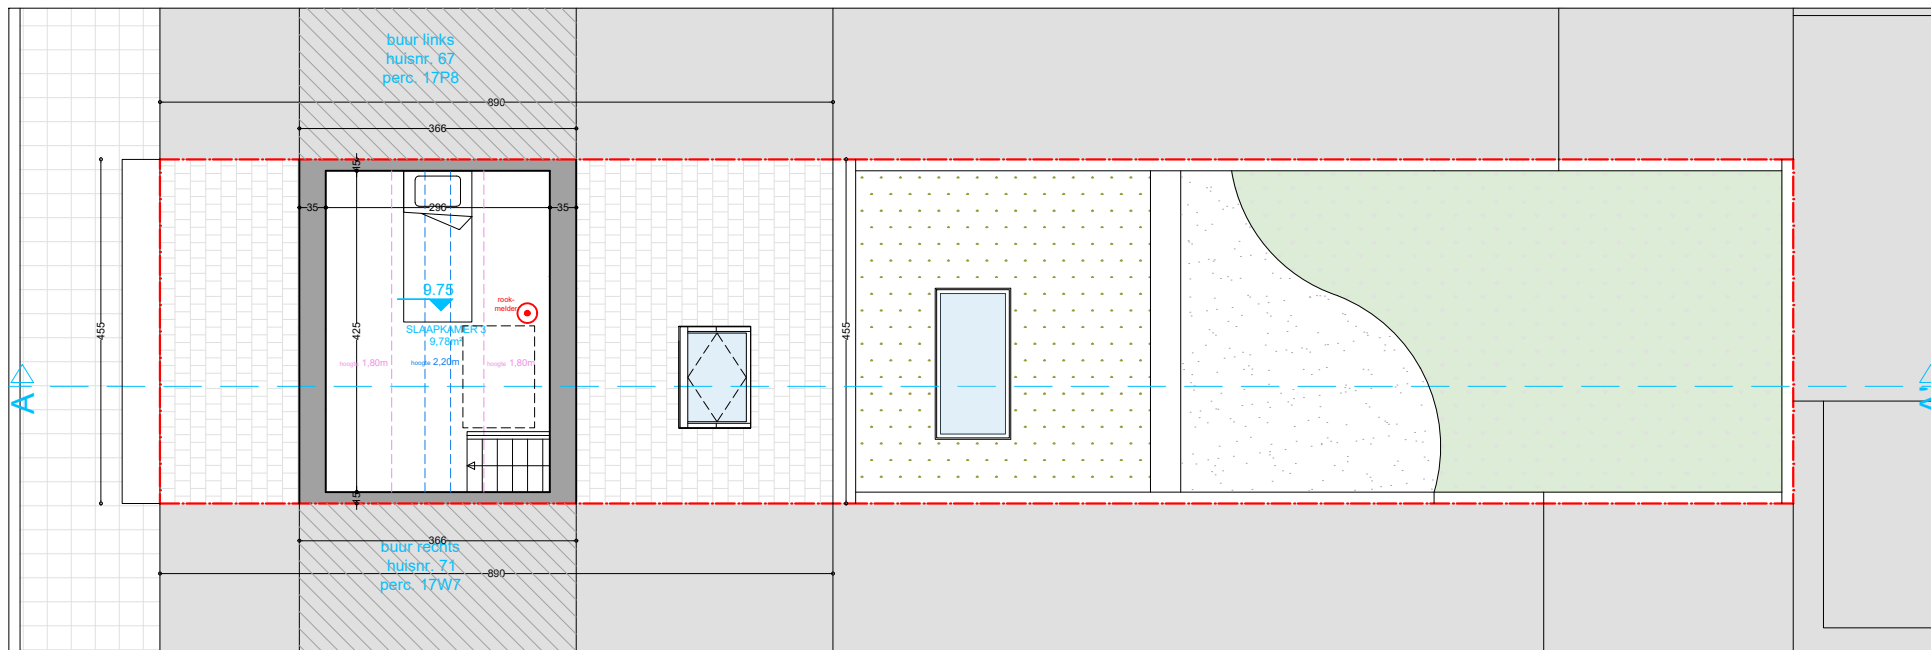 buur links
huisnr. 67
perc. 17P8
890
366
15
35
290
35
9.75
rook-
melder
SLAAPKAMER 3
9,78m²
455
425
455
hoogte 1,80m
hoogte 2,20m
hoogte 1,80m
A
15
366
buur rechts
huisnr. 71
890
perc. 17W7